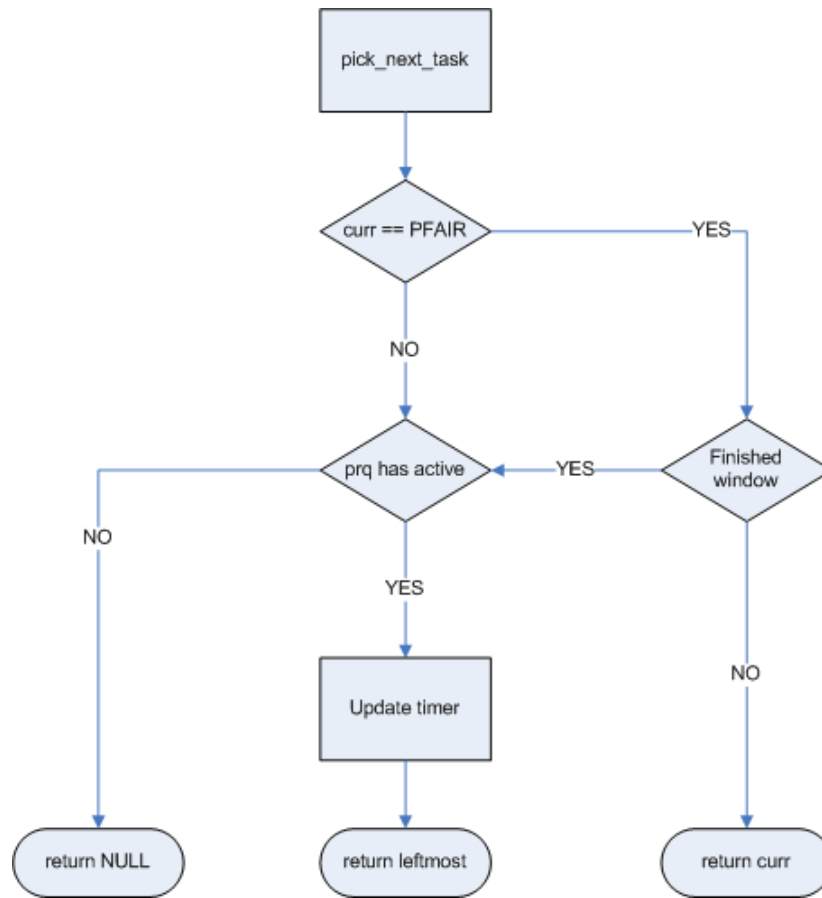 pick_next_task
curr == PFAIR
YES
NO
prq has active
YES
Finished
window
NO
YES
NO
Update timer
return NULL
return leftmost
return curr